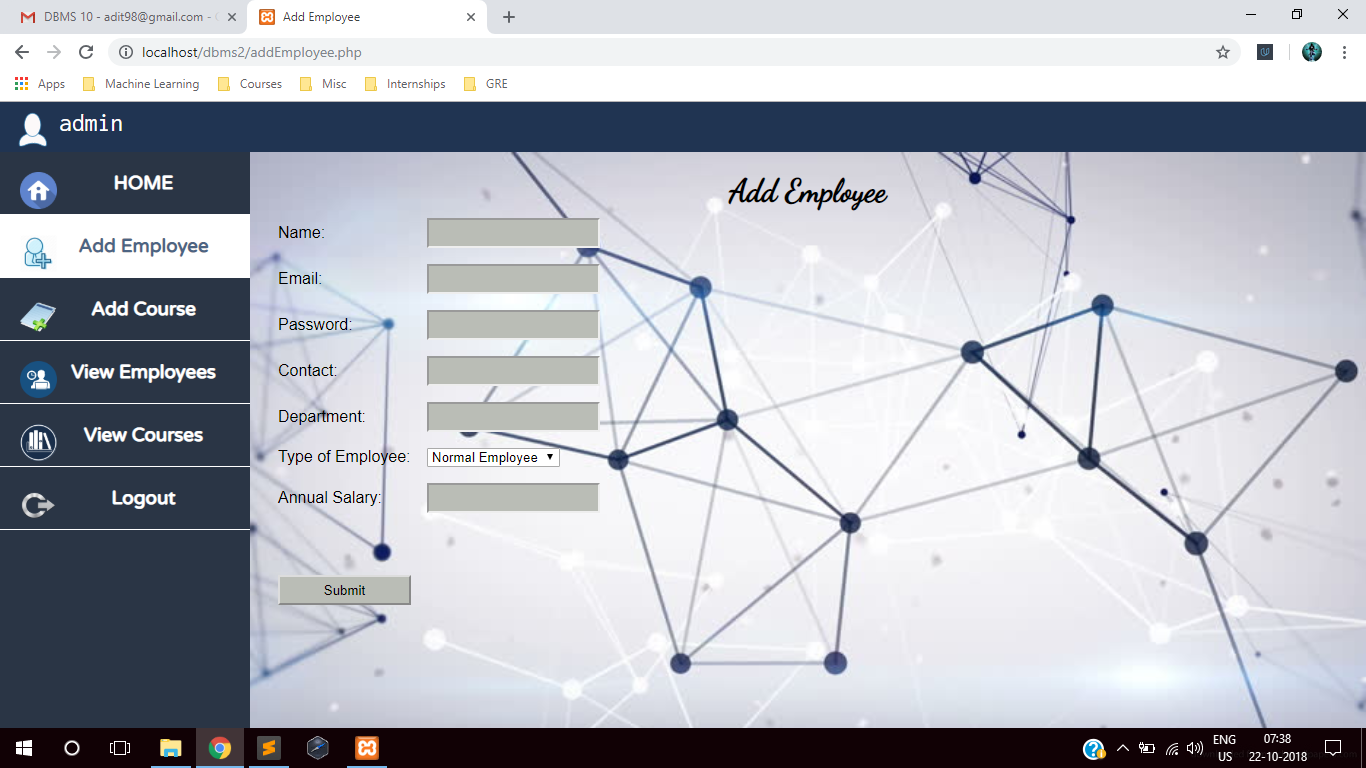 DBMS 10 - adit98@gmail.com -
Add Employee
localhost/dbms2/addEmployee.php
Apps
Machine Learning
Courses
Misc
Internships
GRE
admin
HOME
Add Employee
Add Course
View Employees
View Courses
Logout
Add Employee
Name:
Email:
Password:
Contact:
Department:
Type of Employee: Normal Employee
Annual Salary:
Submit
ENG
US
07:38
22-10-2018